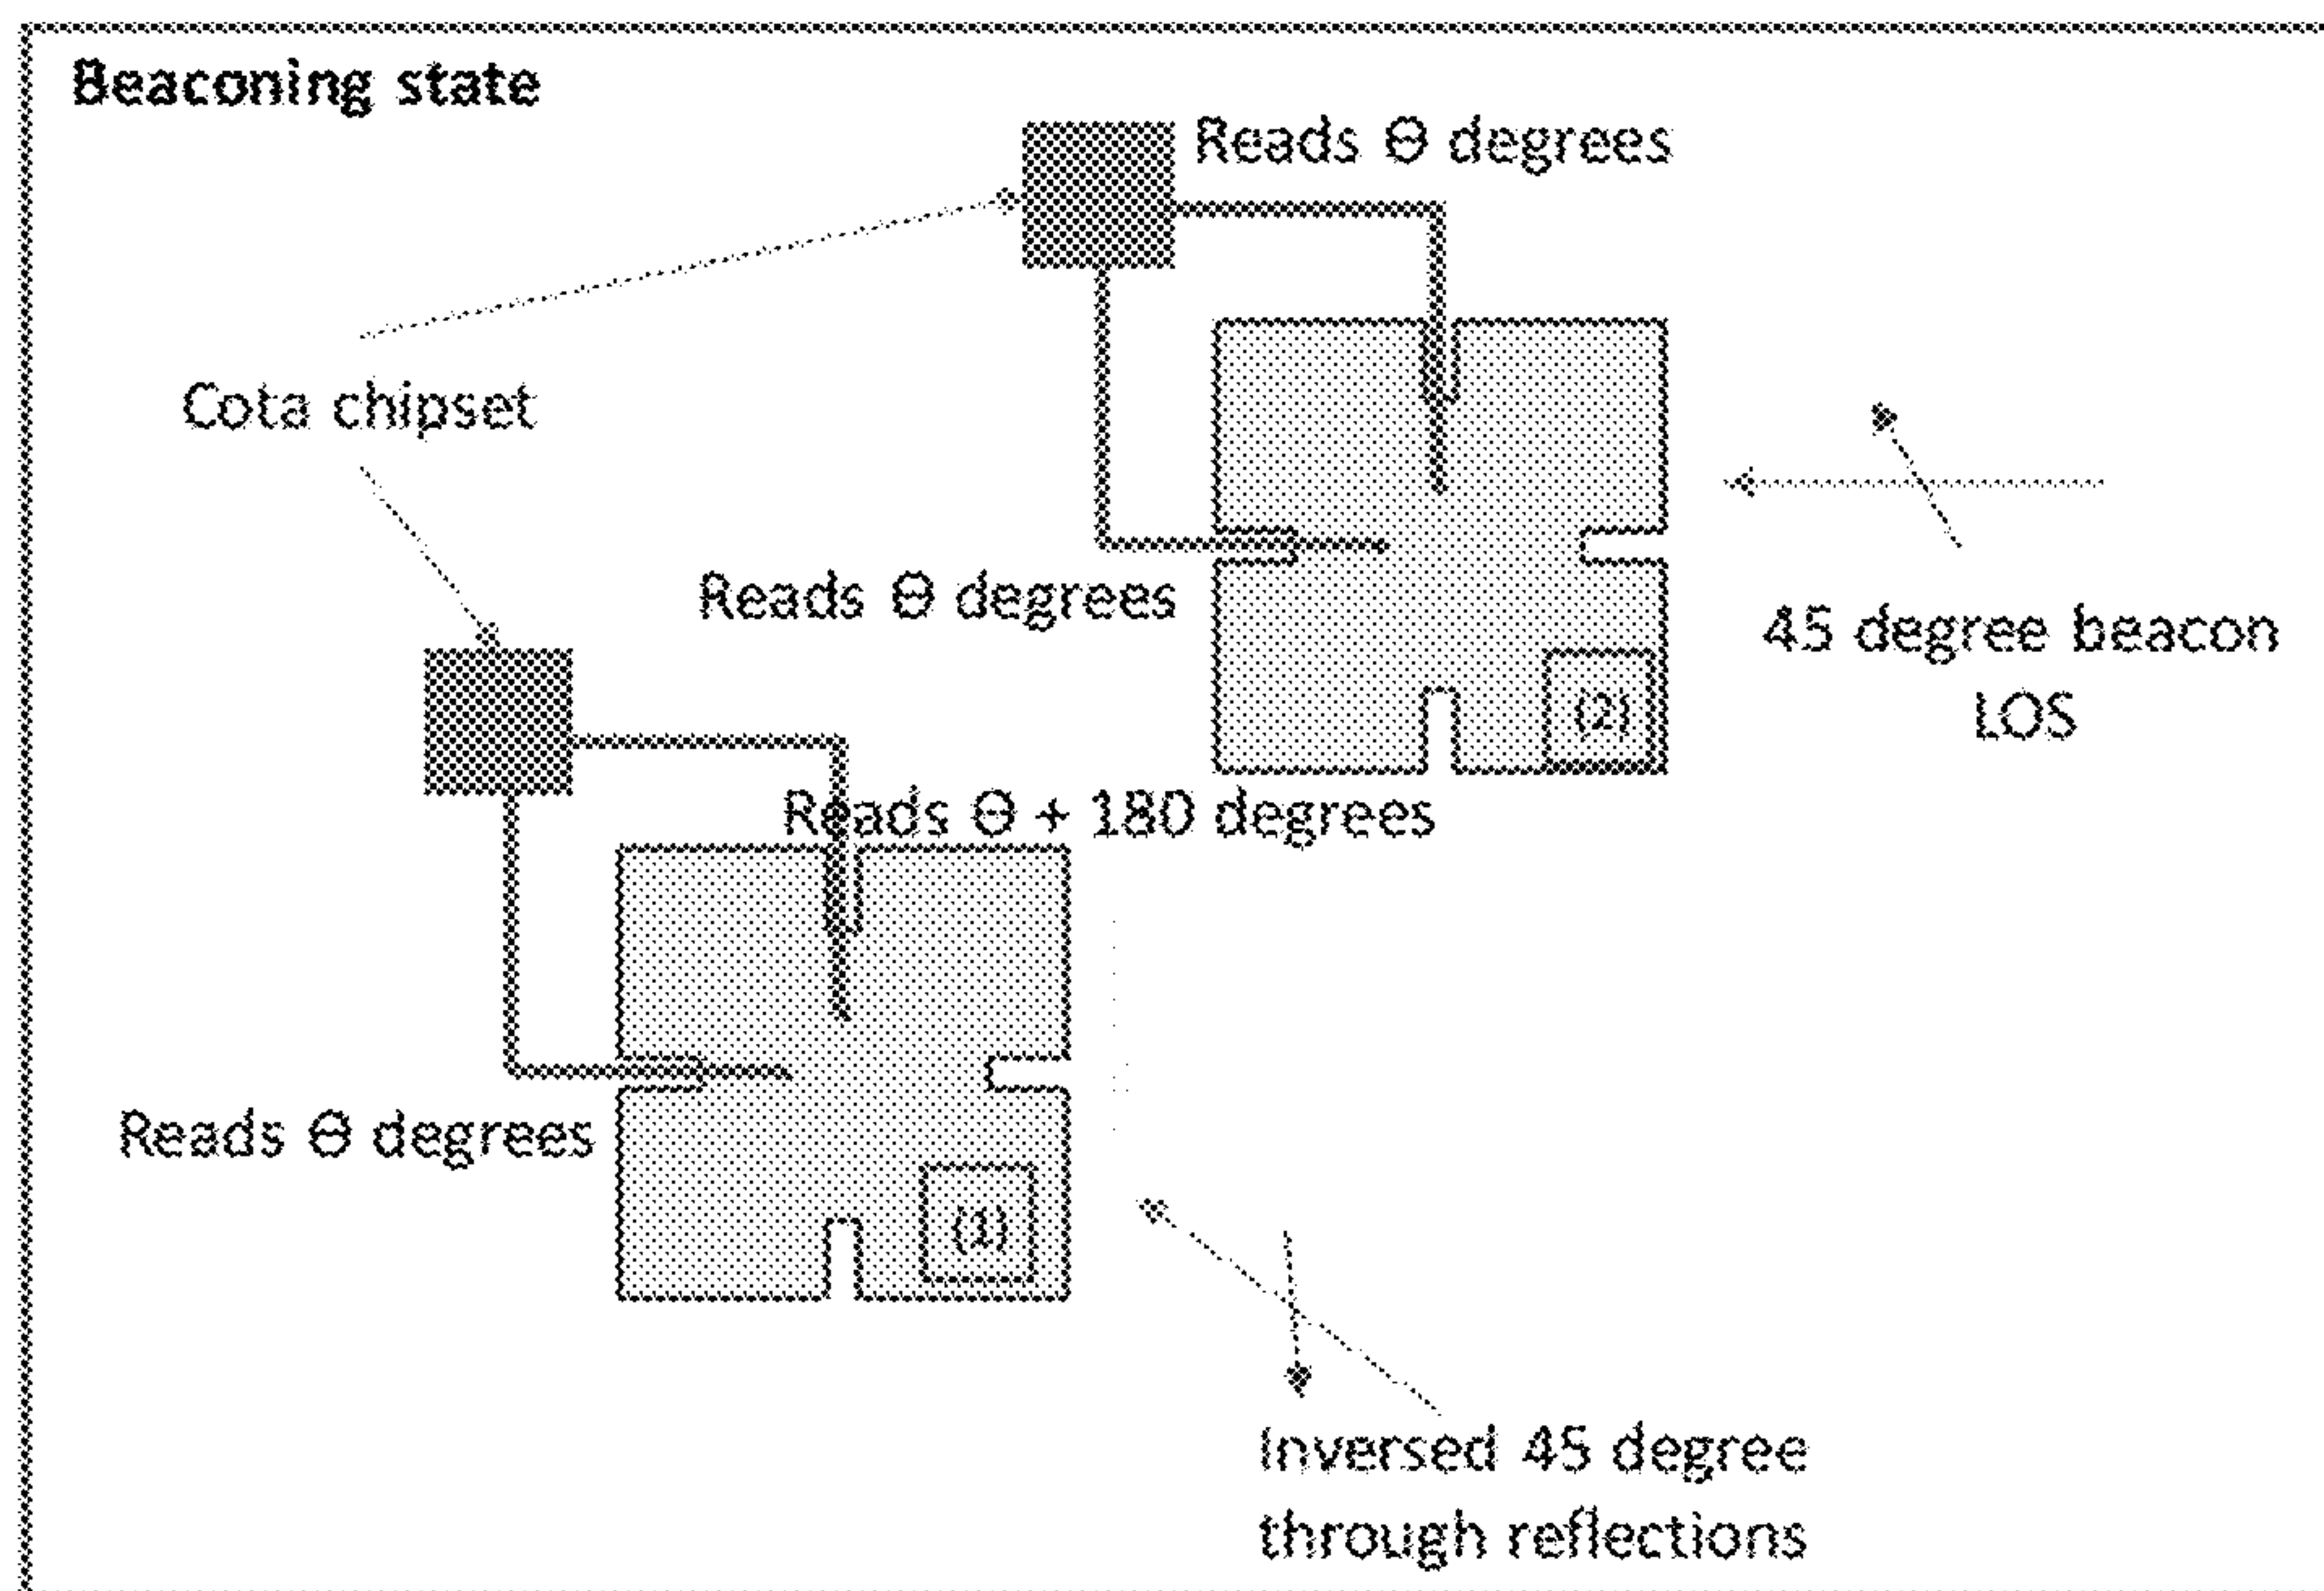 Beaconing state
Reads Θ degrees
Cota chipset
Reads Θ degrees
45 degree beacon
LOS
(2)
Reads Θ + 180 degrees
Reads Θ degrees
(1)
Inversed 45 degree
through reflections